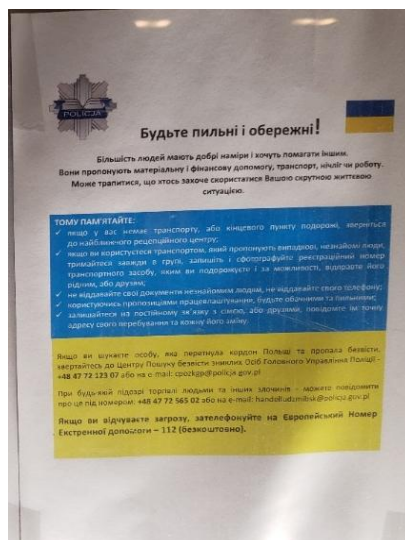 POLICJA
Будьте пильні і обережні!
Більшість людей мають добрі наміри і хочуть помагати іншим.
Вони пропонують матеріальну і фінансову допомогу, транспорт, нічліг чи роботу.
Може трапитися, що хтось захоче скористатися Вашою скрутною життєвою
ситуацією.
ТОМУ ПАМ'ЯТАЙТЕ:
✓ якщо у вас немає транспорту, або кінцевого пункту подорожі, зверніться
до найближчого рецепційного центру;
✓ якщо ви користуєтеся транспортом, який пропонують випадкові, незнайомі люди,
тримайтеся завжди в групі, запишіть і сфотографуйте реєстраційний номер
транспортного засобу, яким ви подорожуєте і за можливості, відправте його
рідним, або друзям;
✓ не віддавайте свої документи незнайомим людям, не віддавайте свого телефону;
✓ користуючись пропозиціями працевлаштування, будьте обачними та пильними;
✓ залишайтеся на постійному зв'язку з сім'єю, або друзями, повідомте їм точну
адресу свого перебування та кожну його зміну.
Якщо ви шукаєте особу, яка перетнула кордон Польщі та пропала безвісти,
звертайтесь до Центру Пошуку безвісти зниклих Осіб Головного Управління Поліції -
+48 47 72 123 07 або на e-mail: cpozkgp@policja.gov.pl
При будь-якій підозрі торгівлі людьми та інших злочинів - можете повідомити
про це під номером: +48 47 72 565 02 або на e-mail: handelludzmibsk@policja.gov.pl
Якщо ви відчуваєте загрозу, зателефонуйте на Європейський Номер
Екстренної допомоги – 112 (безкоштовно).